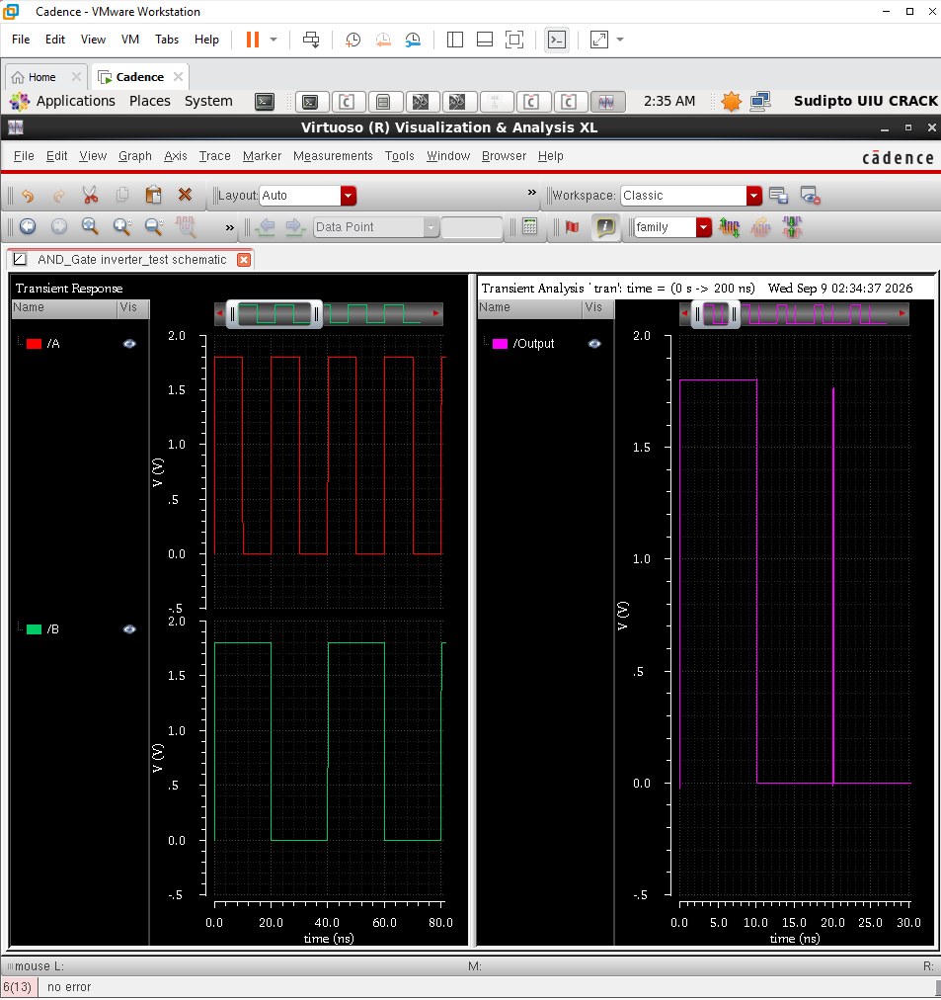 Cadence - VMware Workstation
File Edit View VM Tabs Help
Home Cadence
Applications Places System 2:35 AM Sudipto UIU CRACK
Virtuoso (R) Visualization & Analysis XL
File Edit View Graph Axis Trace Marker Measurements Tools Window Browser Help cādence
Layout: Auto » Workspace: Classic
» Data Point family
AND_Gate inverter_test schematic
Transient Response
Name Vis
/A
2.0
1.5
1.0
.5
0.0
-.5
V (V)
/B
2.0
1.5
1.0
.5
0.0
-.5
V (V)
0.0 20.0 40.0 60.0 80.0
time (ns)
Transient Analysis `tran': time = (0 s -> 200 ns) Wed Sep 9 02:34:37 2026
Name Vis
/Output
2.0
1.5
1.0
.5
0.0
-.5
V (V)
0.0 5.0 10.0 15.0 20.0 25.0 30.0
time (ns)
mouse L: M: R:
6(13) no error